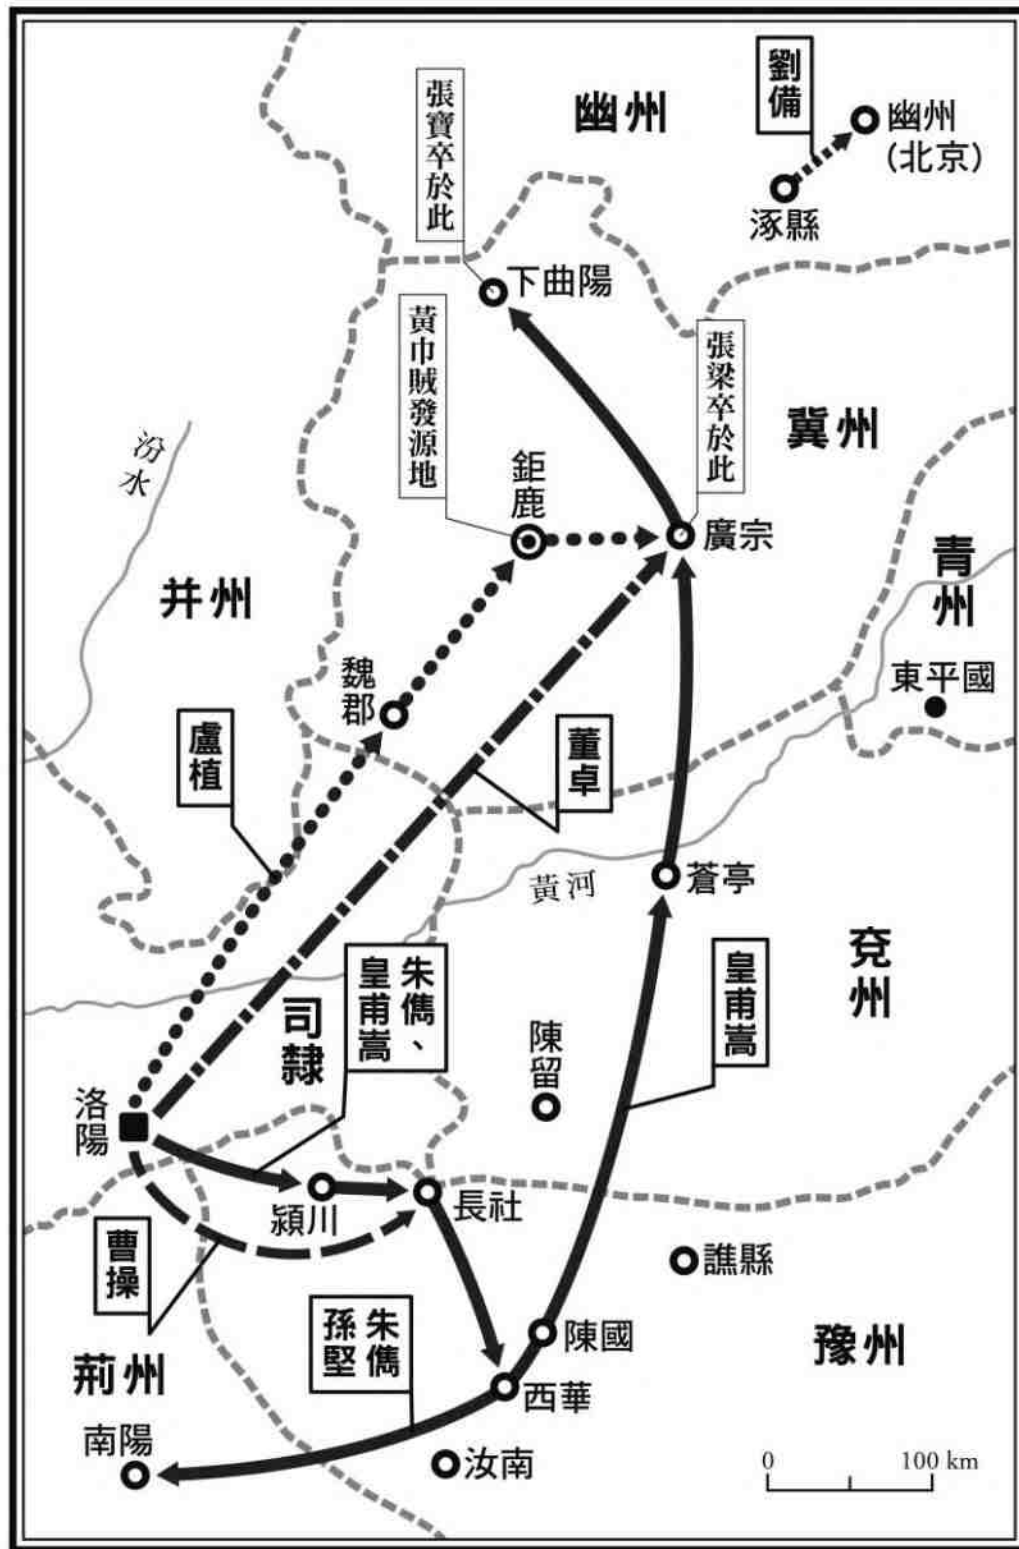 幽州
劉備
幽州
(北京)
涿縣
張寶卒於此
下曲陽
黃巾賊發源地
張梁卒於此
冀州
汾水
鉅鹿
廣宗
青州
并州
東平國
魏郡
盧植
董卓
黃河
蒼亭
兗州
朱儁、
皇甫嵩
皇甫嵩
司隸
陳留
洛陽
潁川
長社
曹操
譙縣
朱儁
孫堅
陳國
豫州
荊州
西華
南陽
汝南
0 100 km